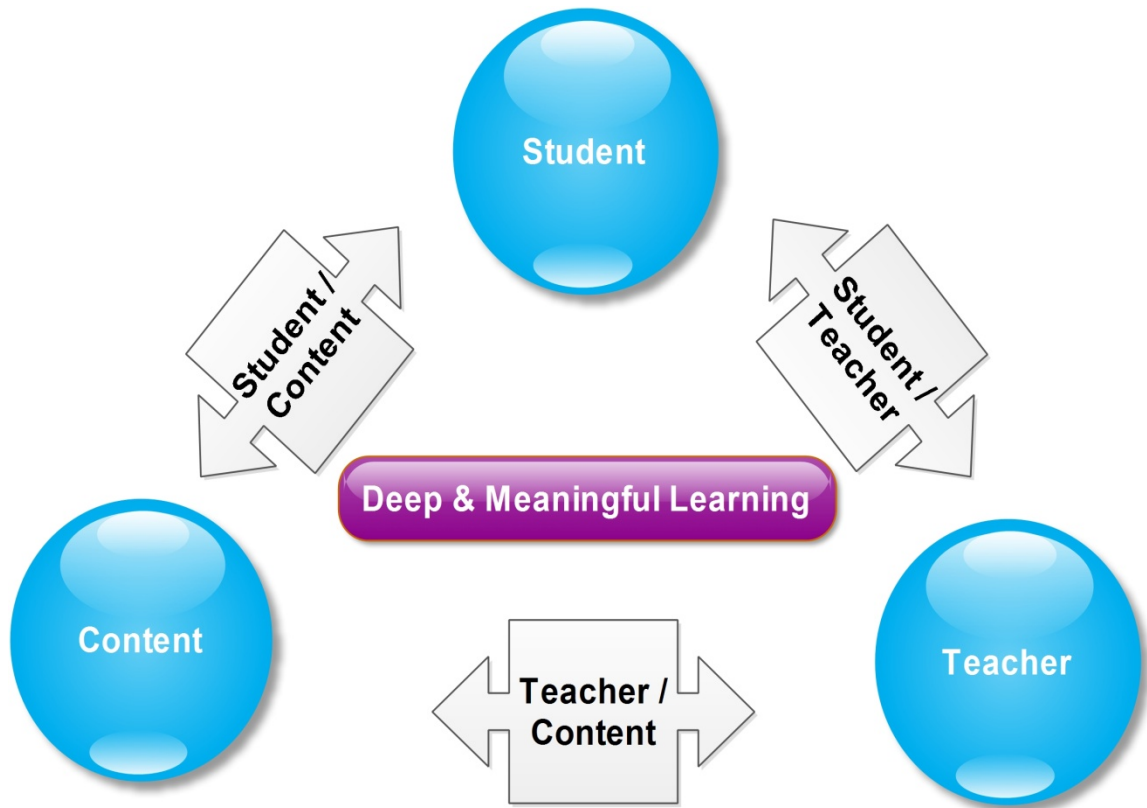 Student
Student /
Content
Student /
Teacher
Deep & Meaningful Learning
Content
Teacher
Teacher /
Content